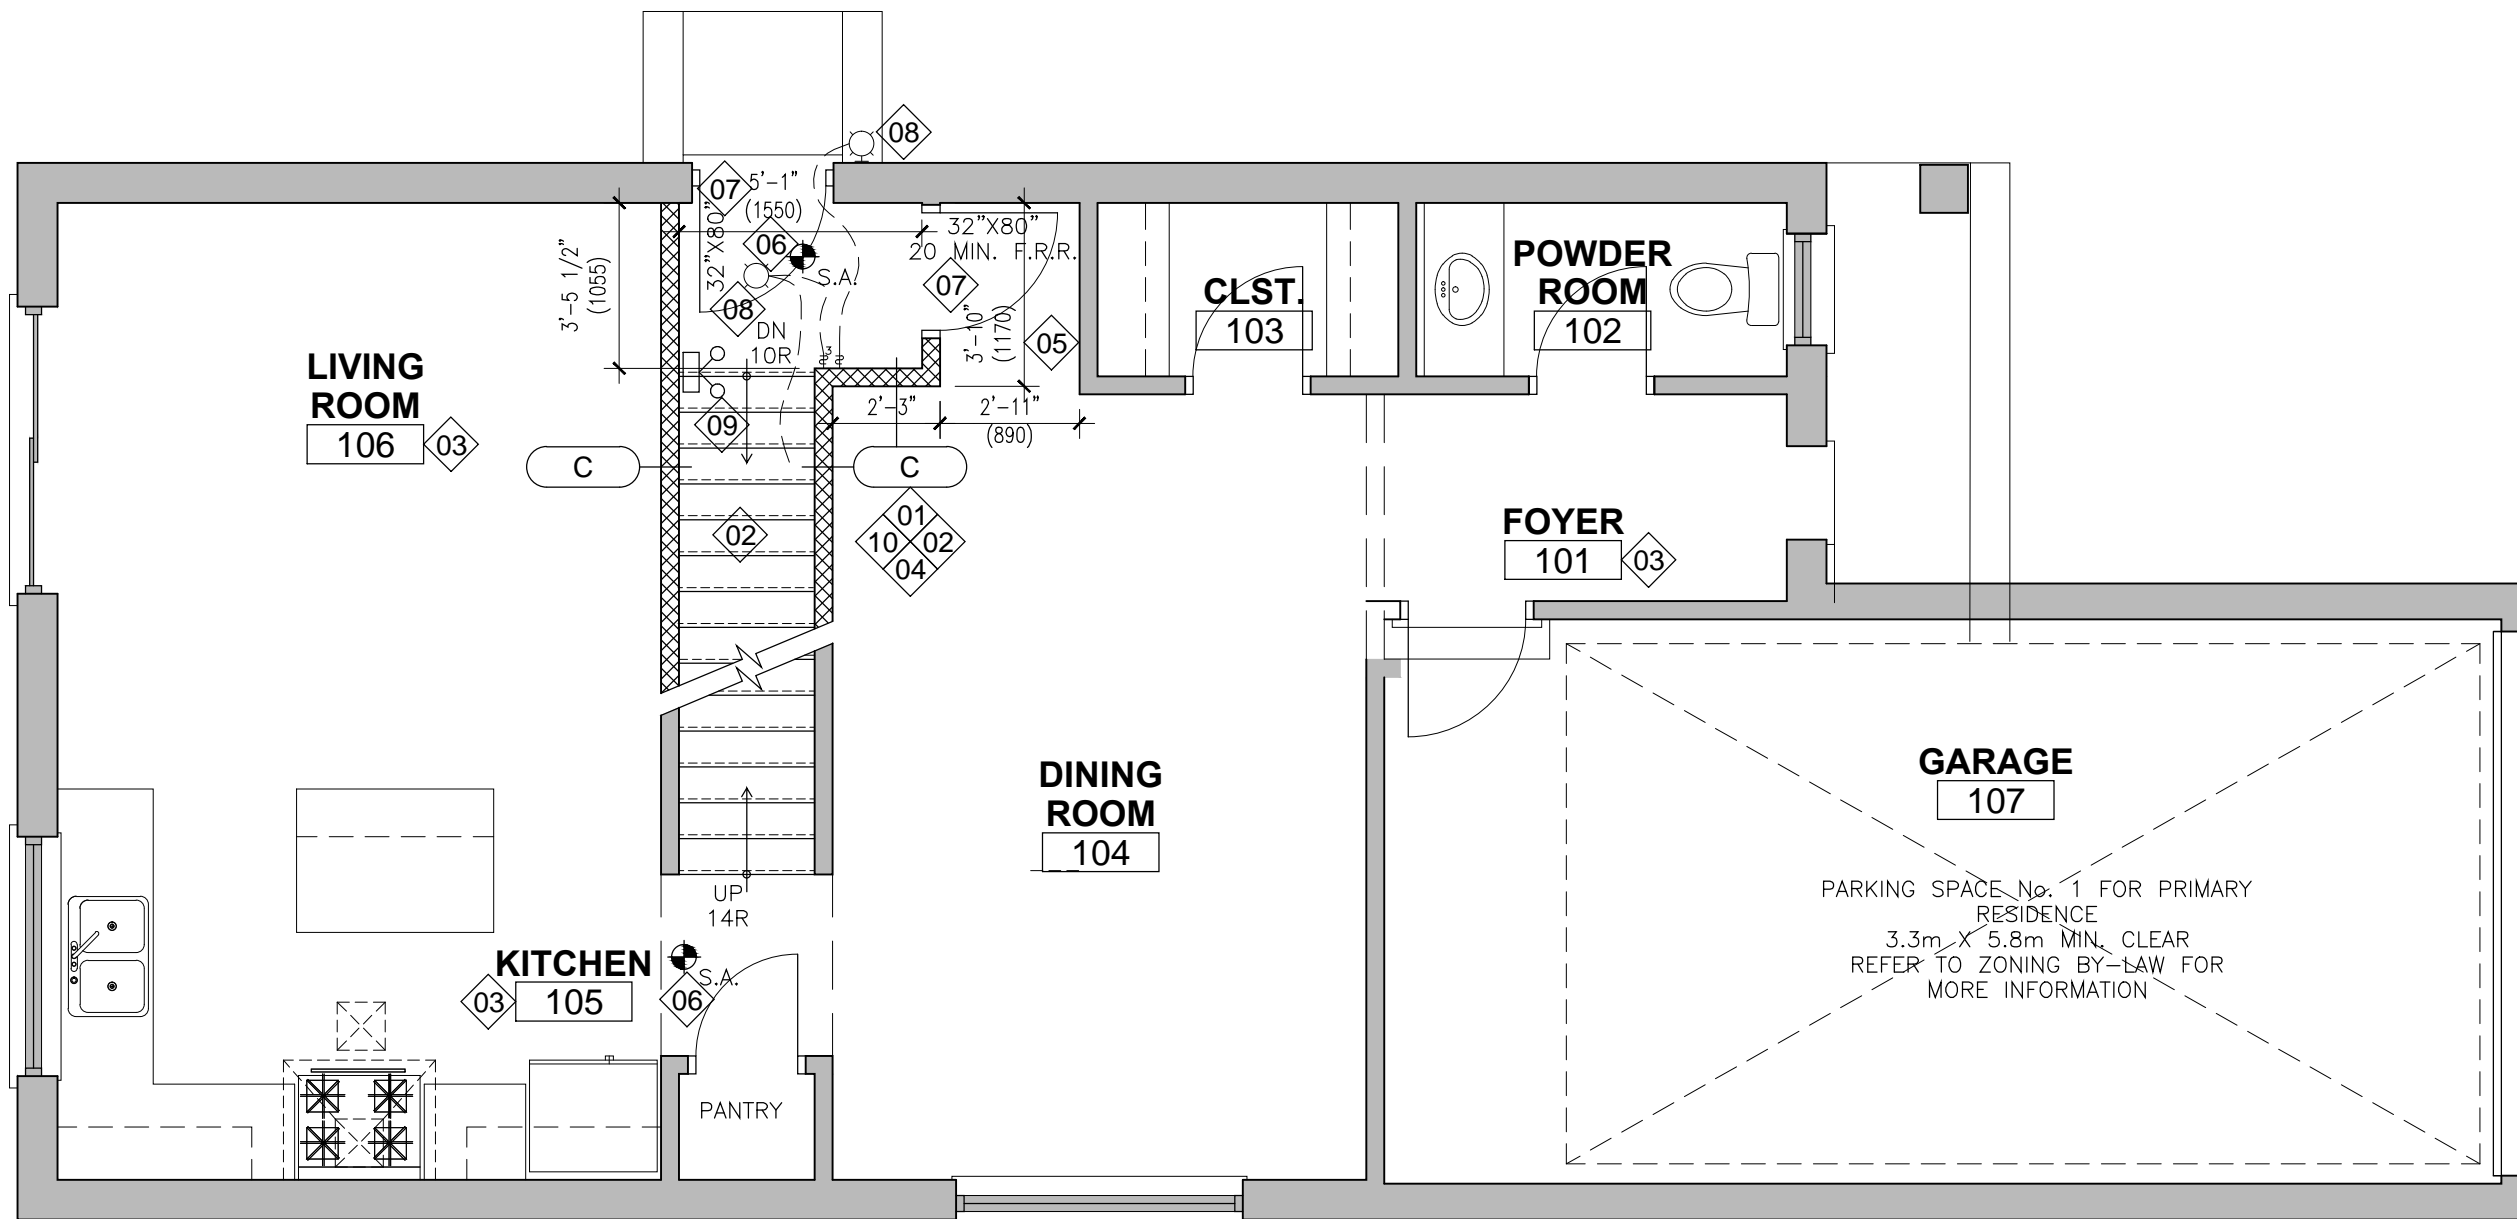 08
07
5'-1"
(1550)
32"X80"
06
S.A.
08
DN
10R
3
32"X80"
20 MIN. F.R.R.
07
3'-10"
(1170)
05
3'-5 1/2"
(1055)
CLST.
103
POWDER
ROOM
102
LIVING
ROOM
106
03
09
2'-3"
2'-11"
(890)
C
C
01
10
02
04
02
FOYER
101
03
DINING
ROOM
104
GARAGE
107
PARKING SPACE No. 1 FOR PRIMARY
RESIDENCE
3.3m X 5.8m MIN. CLEAR
REFER TO ZONING BY-LAW FOR
MORE INFORMATION
UP
14R
KITCHEN
105
03
S.A.
06
PANTRY